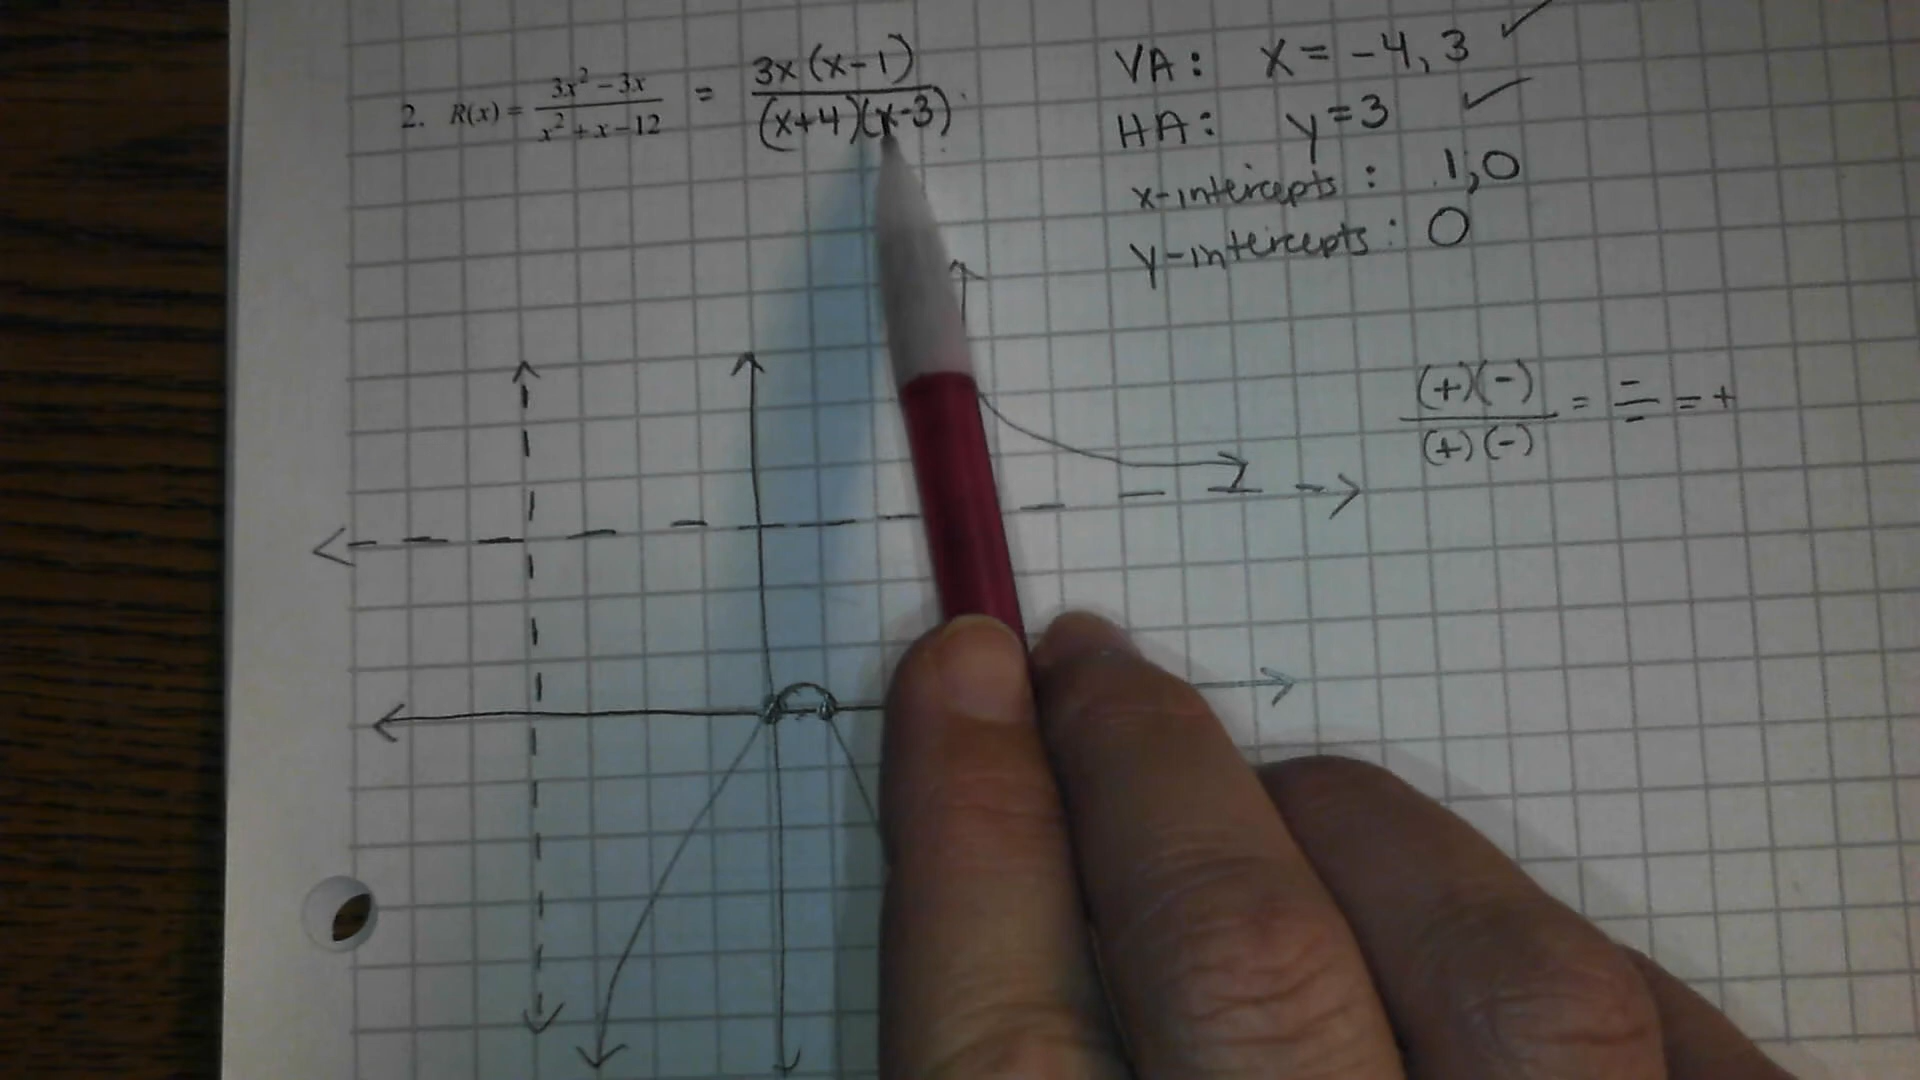 2. R(x) = 3x² - 3x / x² + x - 12 = 3x(x-1) / (x+4)(x-3)
VA: x = -4, 3 ✓
HA: y = 3 ✓
x-intercepts: 1, 0
y-intercepts: 0
(+)(-) / (+)(-) = - / - = +